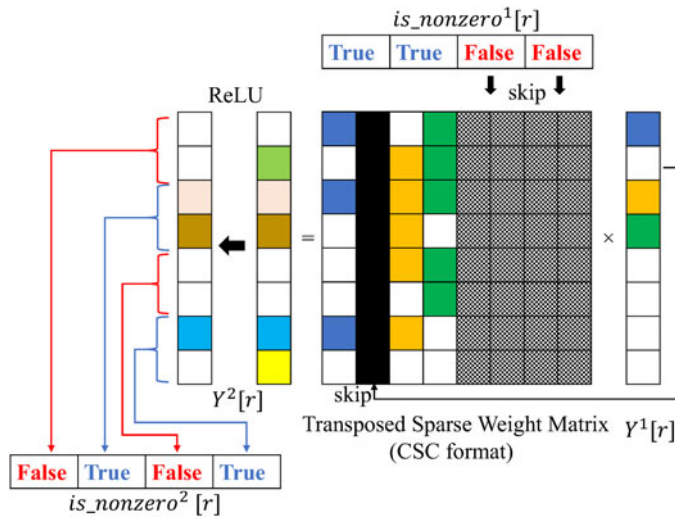 is_nonzero¹[r]
True True False False
ReLU
skip
=
×
skip
Y²[r]
Transposed Sparse Weight Matrix
Y¹[r]
(CSC format)
False True False True
is_nonzero² [r]